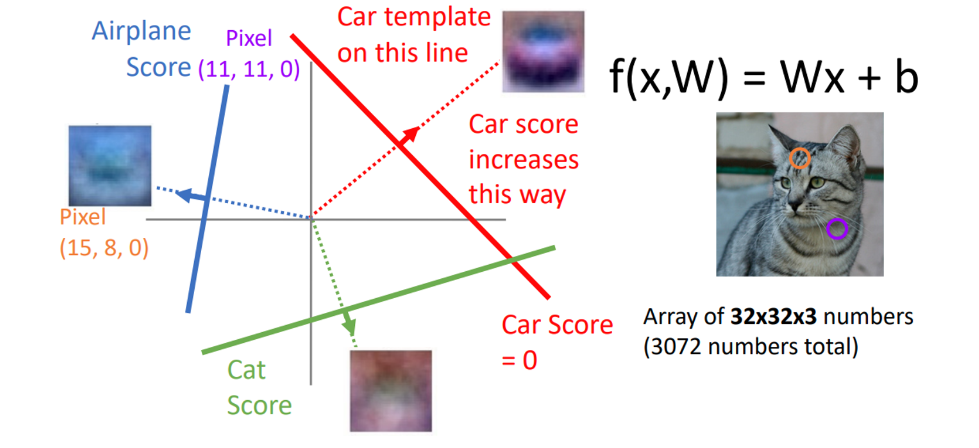 Airplane
Score
Pixel
(11, 11, 0)
Car template
on this line
f(x,W) = Wx + b
Car score
increases
this way
Pixel
(15, 8, 0)
Car Score
= 0
Cat
Score
Array of 32x32x3 numbers
(3072 numbers total)